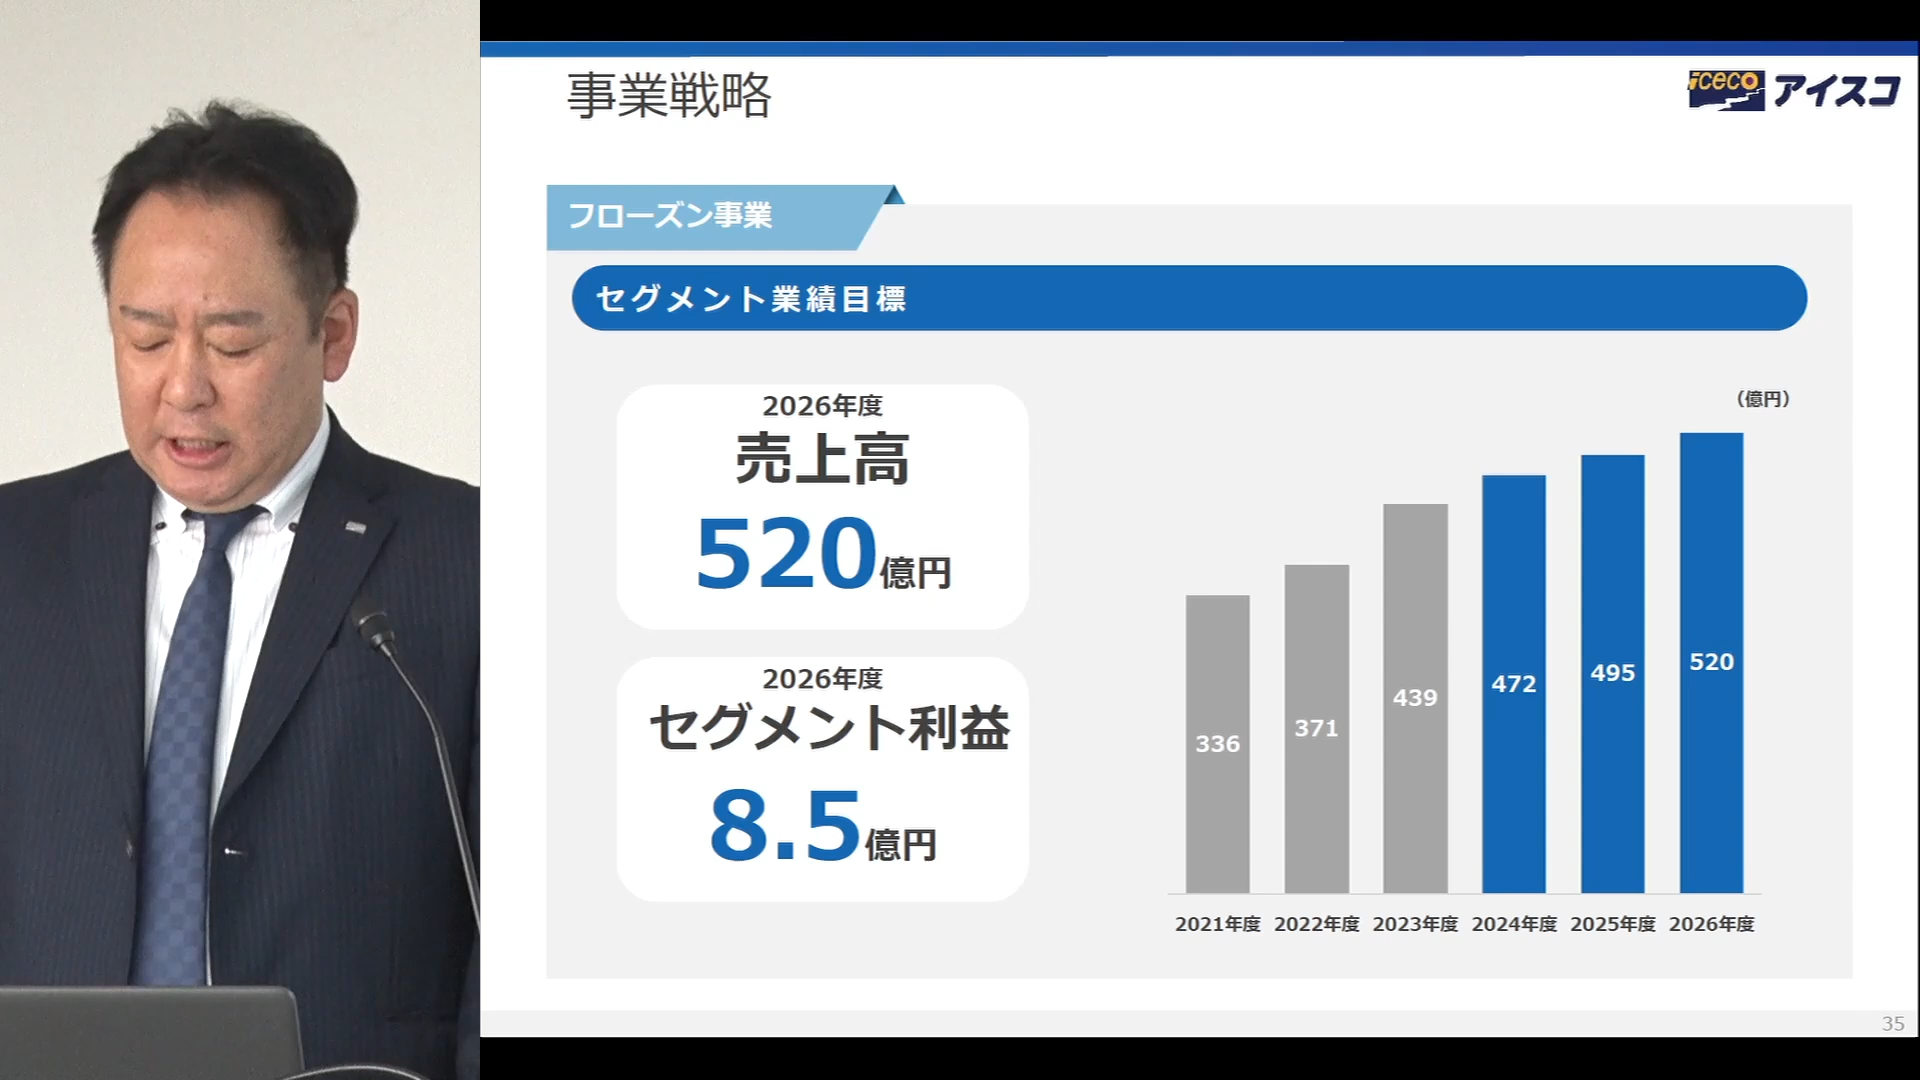 事業戦略
iceco アイスコ
フローズン事業
セグメント業績目標
2026年度
売上高
520億円
2026年度
セグメント利益
8.5億円
（億円）
336
371
439
472
495
520
2021年度 2022年度 2023年度 2024年度 2025年度 2026年度
35